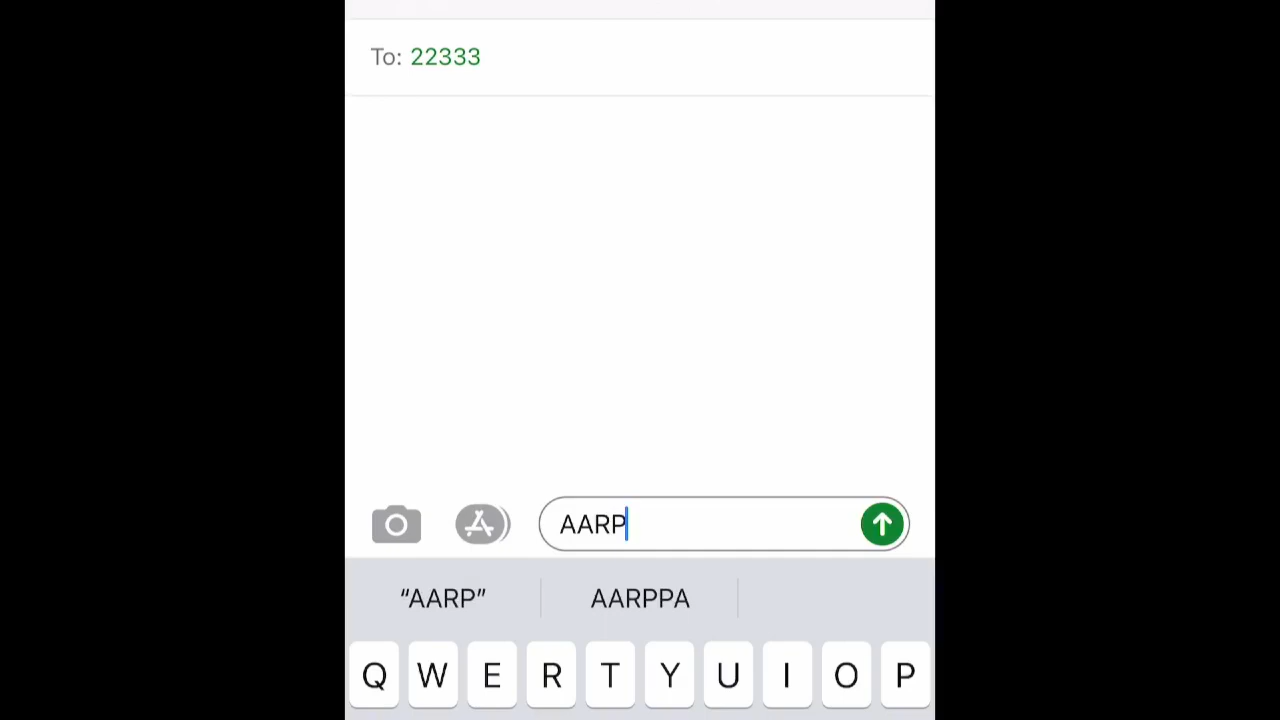 To: 22333
AARP
“AARP” AARPPA
Q W E R T Y U I O P